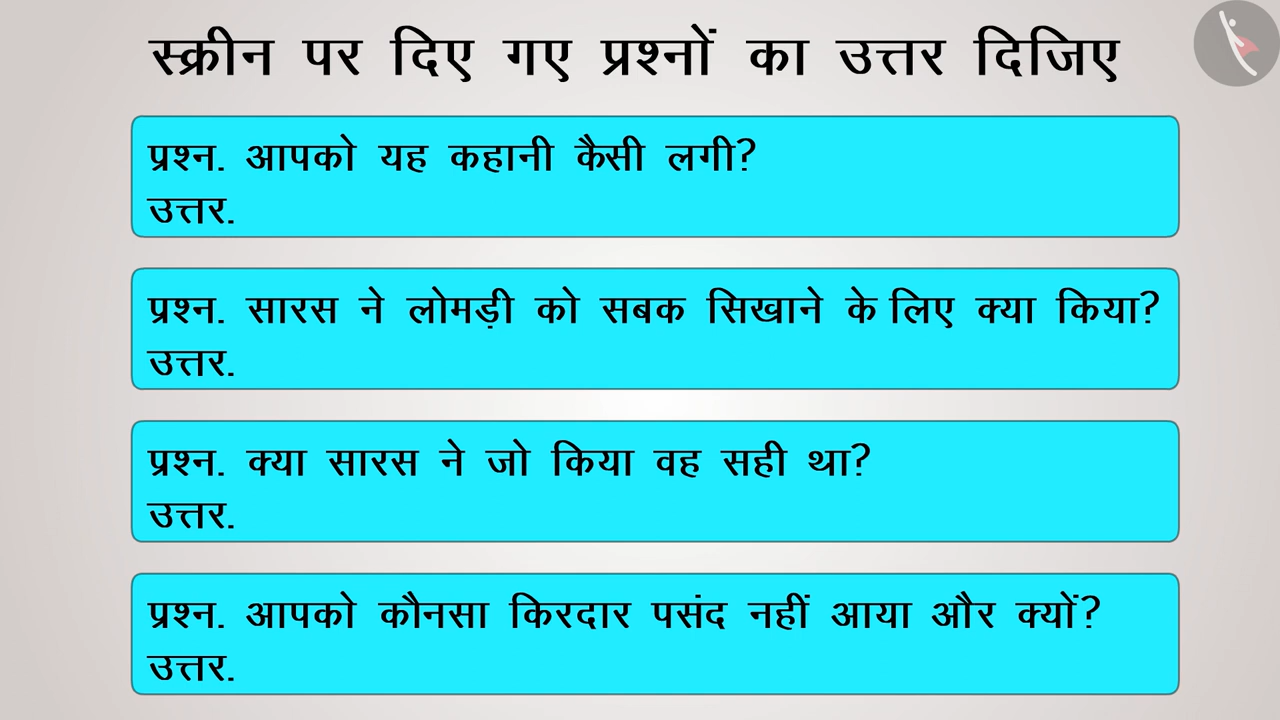 स्क्रीन पर दिए गए प्रश्नों का उत्तर दिजिए
प्रश्न. आपको यह कहानी कैसी लगी?
उत्तर.
प्रश्न. सारस ने लोमड़ी को सबक सिखाने के लिए क्या किया?
उत्तर.
प्रश्न. क्या सारस ने जो किया वह सही था?
उत्तर.
प्रश्न. आपको कौनसा किरदार पसंद नहीं आया और क्यों?
उत्तर.